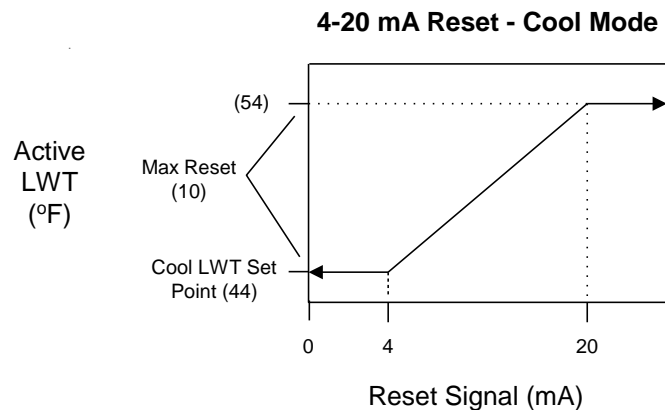 4-20 mA Reset - Cool Mode
(54)
Active
LWT
(ºF)
Max Reset
(10)
Cool LWT Set
Point (44)
0
4
20
Reset Signal (mA)